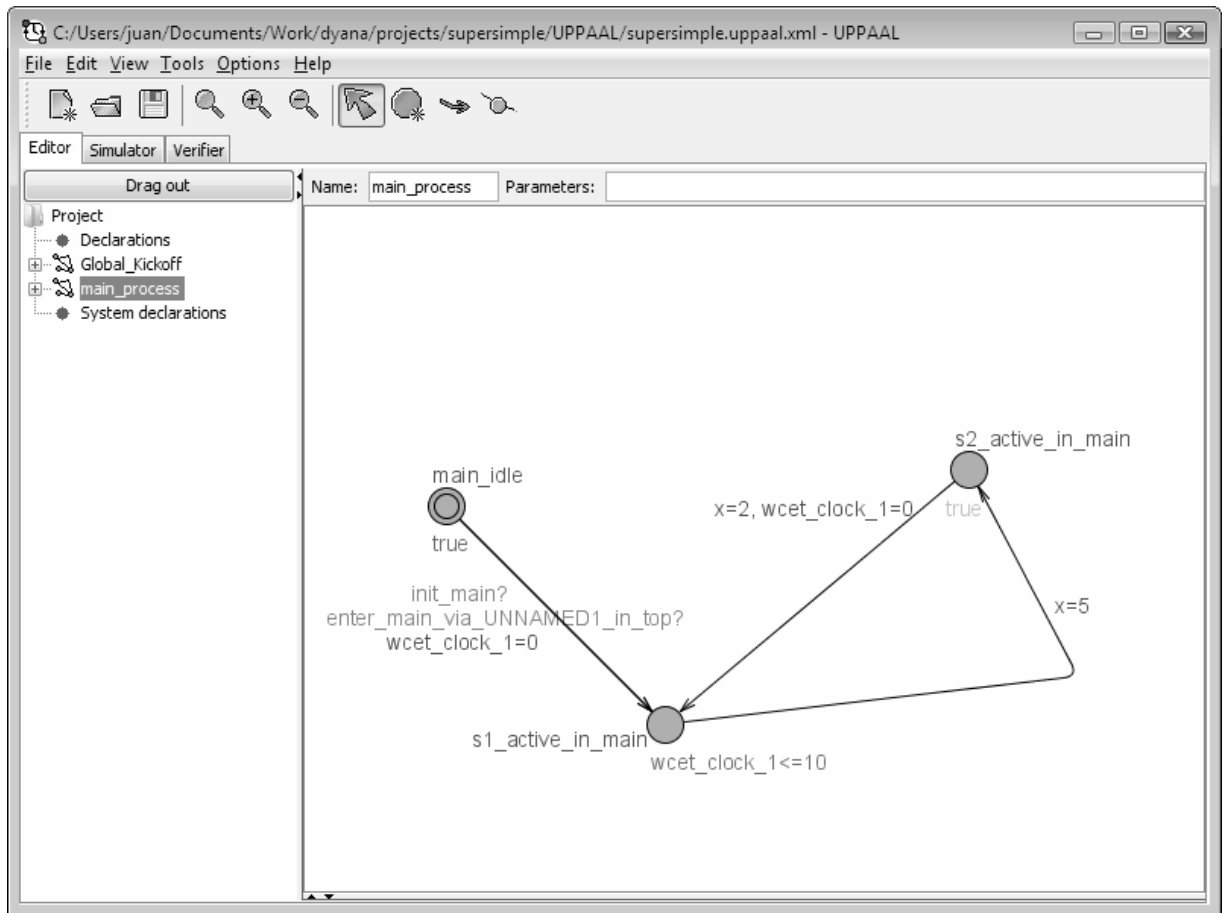 C:/Users/juan/Documents/Work/dyana/projects/supersimple/UPPAAL/supersimple.uppaal.xml - UPPAAL
File Edit View Tools Options Help
Editor Simulator Verifier
Drag out
Name: main_process Parameters:
Project
Declarations
Global_Kickoff
main_process
System declarations
s2_active_in_main
main_idle
x=2, wcet_clock_1=0
true
true
init_main?
enter_main_via_UNNAMED1_in_top?
wcet_clock_1=0
x=5
s1_active_in_main
wcet_clock_1<=10